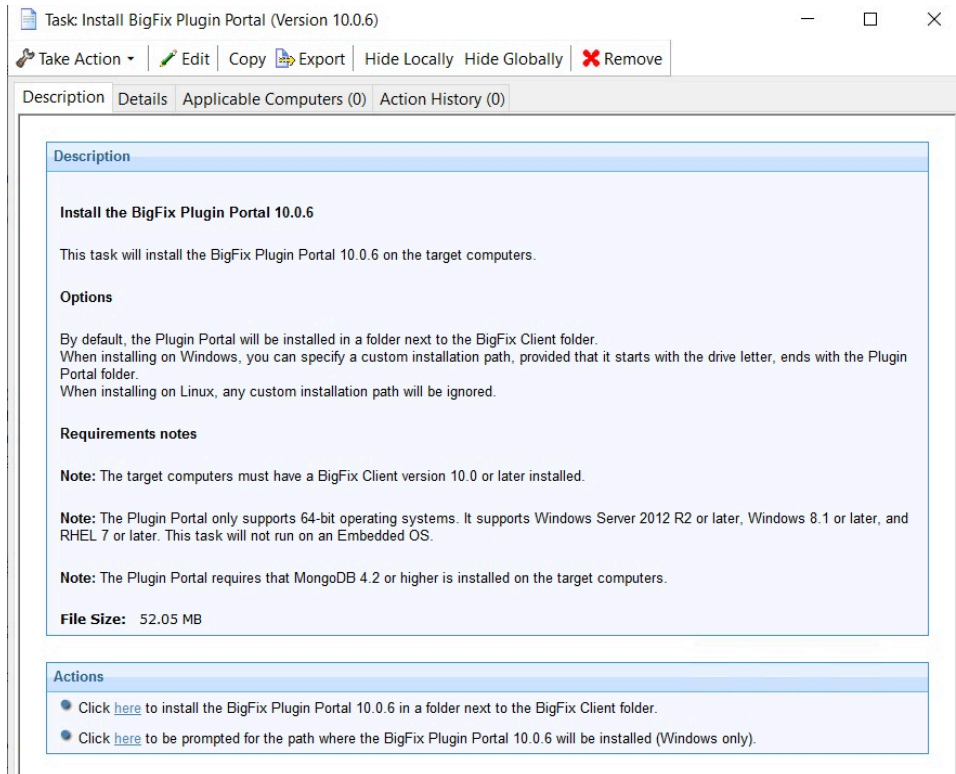 Task: Install BigFix Plugin Portal (Version 10.0.6)
Take Action Edit Copy Export Hide Locally Hide Globally Remove
Description Details Applicable Computers (0) Action History (0)
Description
Install the BigFix Plugin Portal 10.0.6
This task will install the BigFix Plugin Portal 10.0.6 on the target computers.
Options
By default, the Plugin Portal will be installed in a folder next to the BigFix Client folder.
When installing on Windows, you can specify a custom installation path, provided that it starts with the drive letter, ends with the Plugin
Portal folder.
When installing on Linux, any custom installation path will be ignored.
Requirements notes
Note: The target computers must have a BigFix Client version 10.0 or later installed.
Note: The Plugin Portal only supports 64-bit operating systems. It supports Windows Server 2012 R2 or later, Windows 8.1 or later, and
RHEL 7 or later. This task will not run on an Embedded OS.
Note: The Plugin Portal requires that MongoDB 4.2 or higher is installed on the target computers.
File Size: 52.05 MB
Actions
Click here to install the BigFix Plugin Portal 10.0.6 in a folder next to the BigFix Client folder.
Click here to be prompted for the path where the BigFix Plugin Portal 10.0.6 will be installed (Windows only).